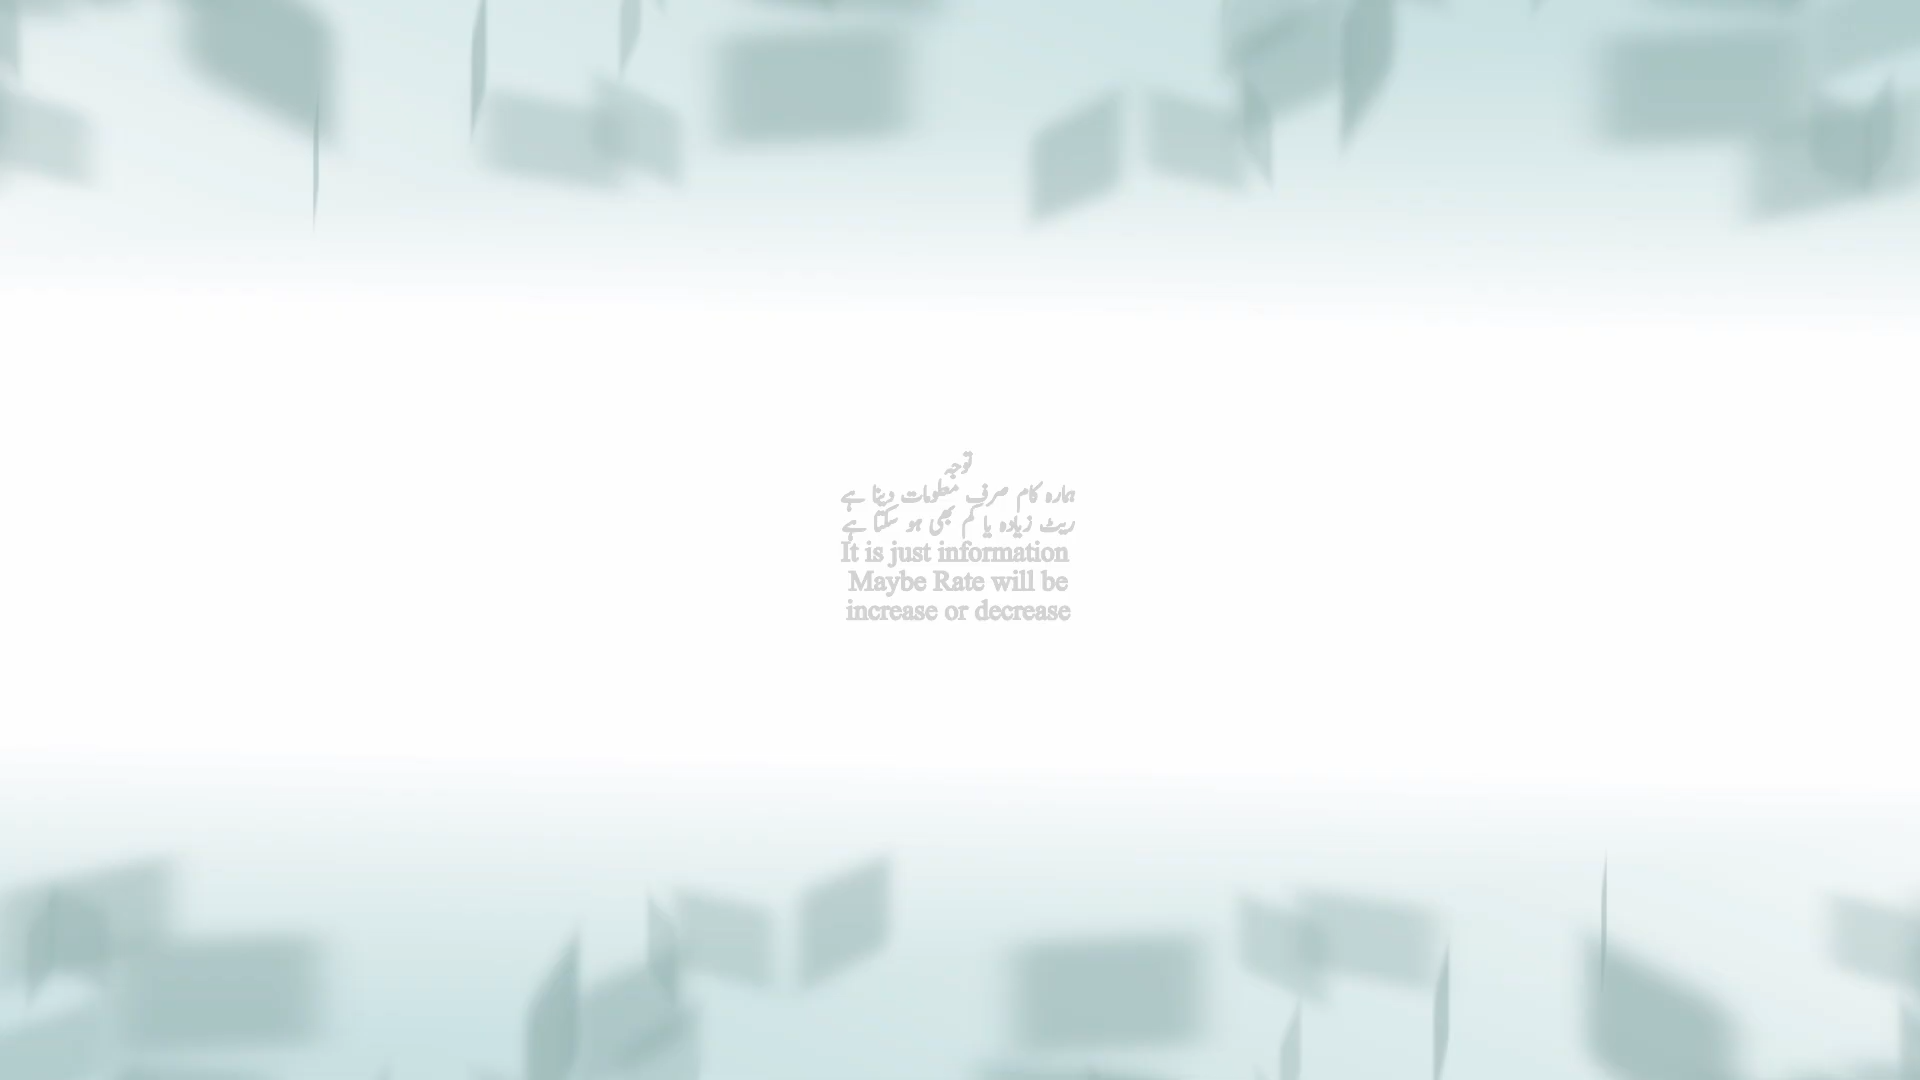 توجہ
ہمارہ کام صرف معلومات دینا ہے
ریٹ زیادہ یا کم بھی ہو سکتا ہے
It is just information
Maybe Rate will be
increase or decrease